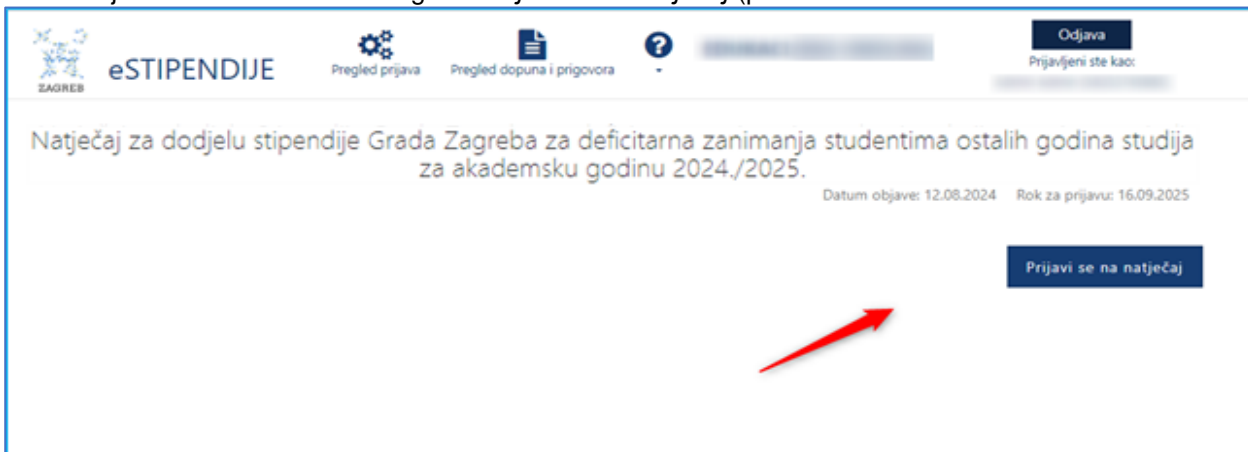 ZAGREB
eSTIPENDIJE
Pregled prijava
Pregled dopuna i prigovora
?
Odjava
Prijavljeni ste kao:
Natječaj za dodjelu stipendije Grada Zagreba za deficitarna zanimanja studentima ostalih godina studija
za akademsku godinu 2024./2025.
Datum objave: 12.08.2024 Rok za prijavu: 16.09.2025
Prijavi se na natječaj